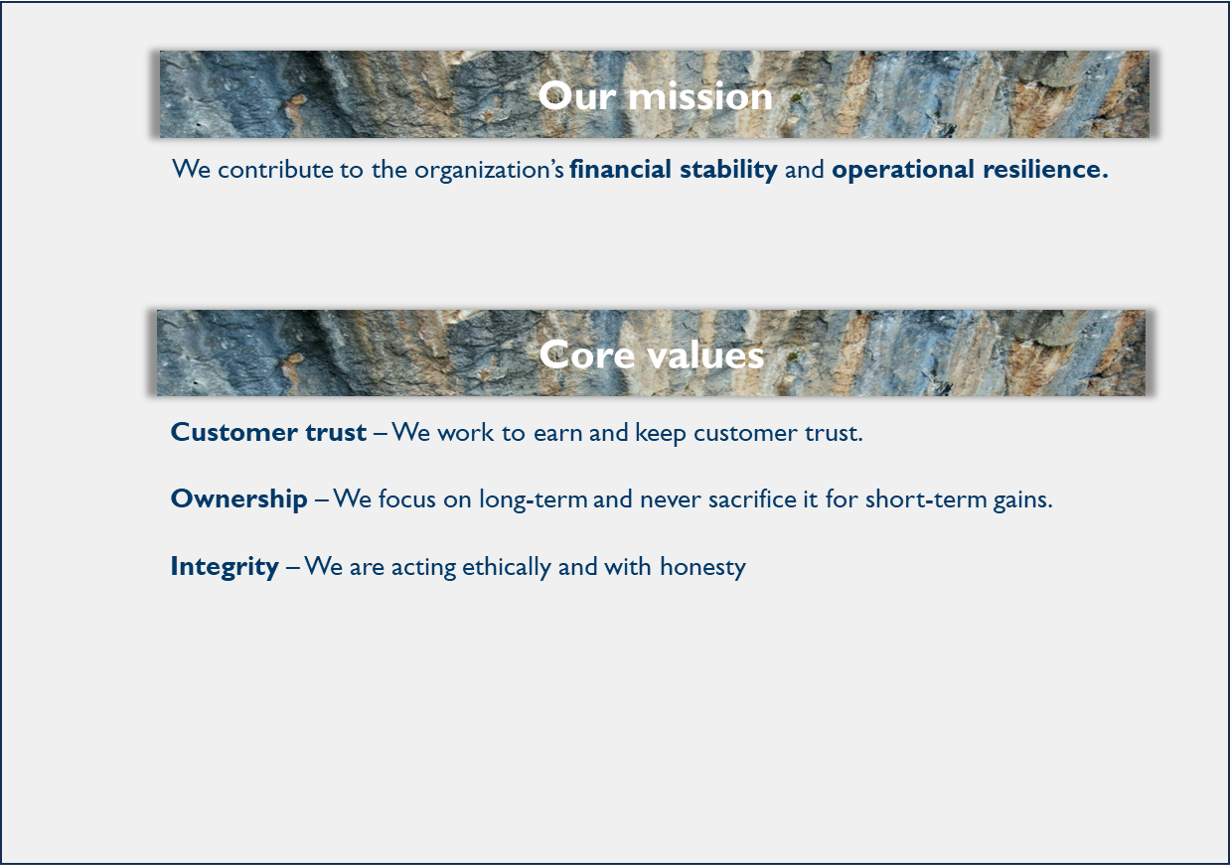 Our mission
We contribute to the organization’s financial stability and operational resilience.
Core values
Customer trust – We work to earn and keep customer trust.
Ownership – We focus on long-term and never sacrifice it for short-term gains.
Integrity – We are acting ethically and with honesty